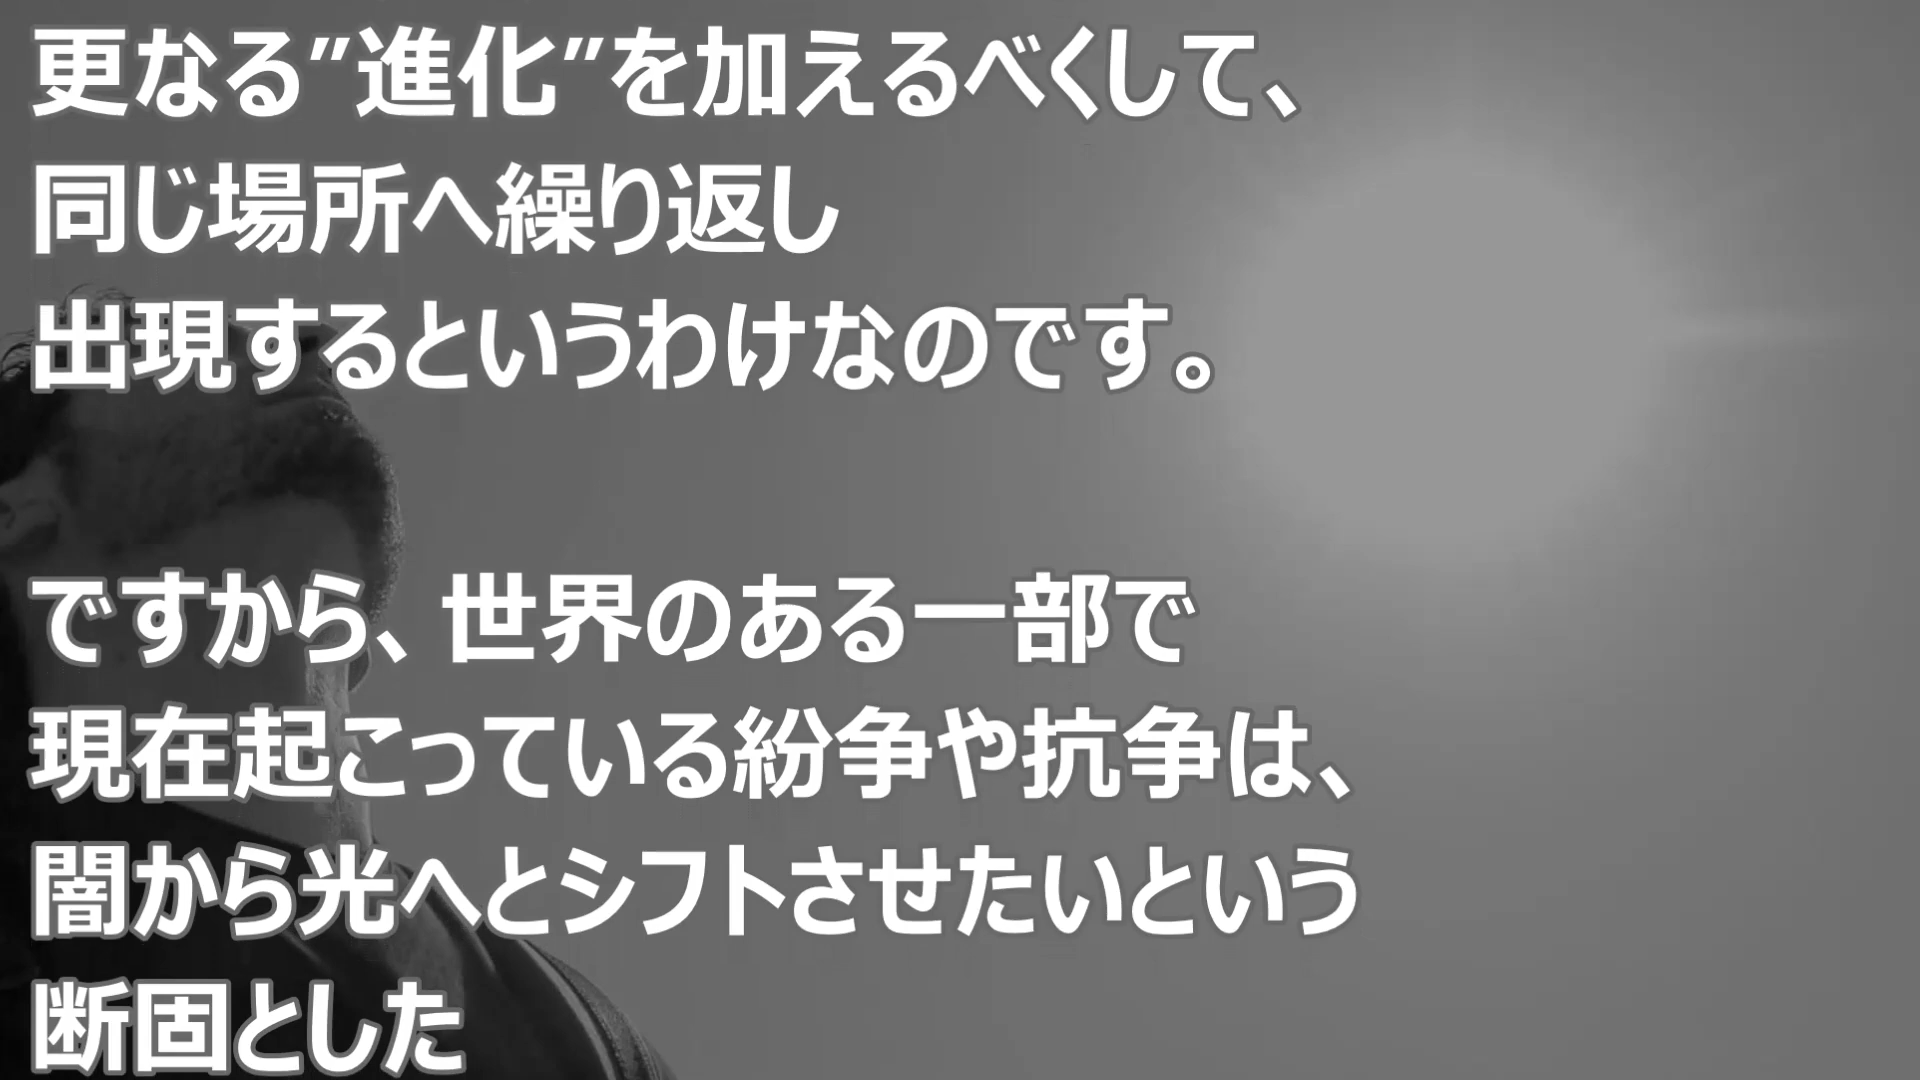 更なる”進化”を加えるべくして、
同じ場所へ繰り返し
出現するというわけなのです。
ですから、世界のある一部で
現在起こっている紛争や抗争は、
闇から光へとシフトさせたいという
断固とした